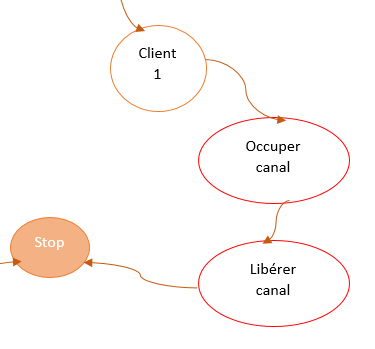 Client
1
Occuper
canal
Stop
Libérer
canal